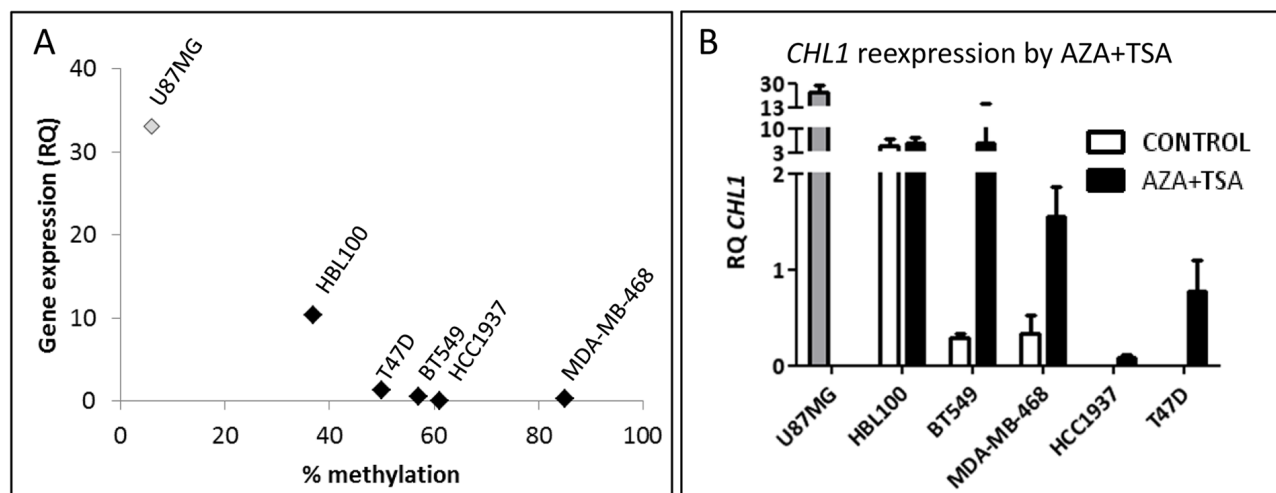 A
Gene expression (RQ)
40
30
20
10
0
U87MG
HBL100
T47D
BT549
HCC1937
MDA-MB-468
0 20 40 60 80 100
% methylation
B
CHL1 reexpression by AZA+TSA
RQ CHL1
30
13
10
3
2
1
0
CONTROL
AZA+TSA
U87MG
HBL100
BT549
MDA-MB-468
HCC1937
T47D